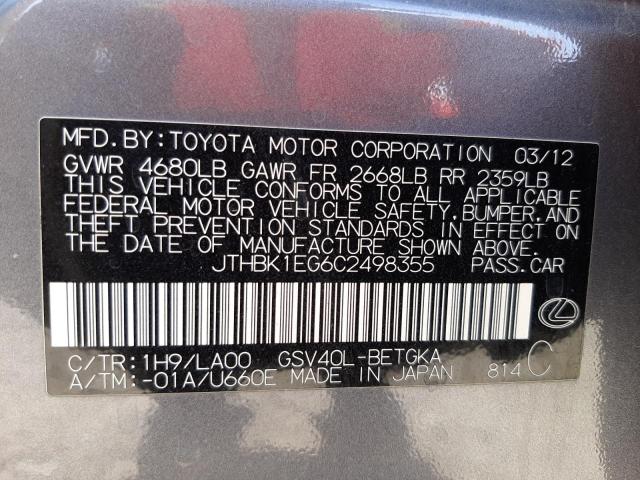 MFD. BY: TOYOTA MOTOR CORPORATION 03/12
GVWR 4680LB GAWR FR 2668LB RR 2359LB
THIS VEHICLE CONFORMS TO ALL APPLICABLE
FEDERAL MOTOR VEHICLE SAFETY, BUMPER, AND
THEFT PREVENTION STANDARDS IN EFFECT ON
THE DATE OF MANUFACTURE SHOWN ABOVE.
JTHBK1EG6C2498355 PASS. CAR
C/TR: 1H9/LA00 GSV40L-BETGKA
A/TM: -01A/U660E MADE IN JAPAN 814 C